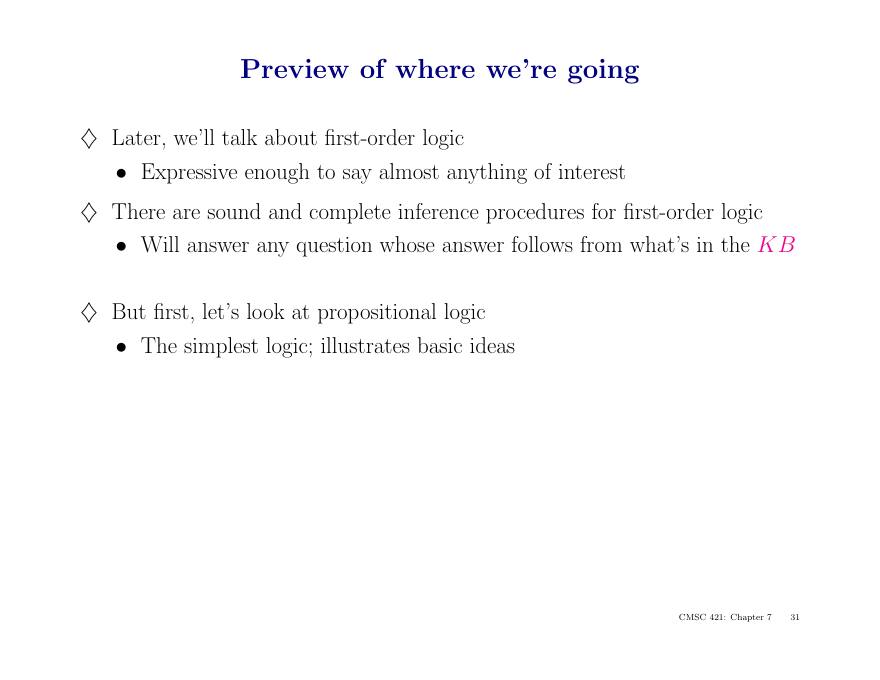 Preview of where we're going
♢ Later, we'll talk about first-order logic
• Expressive enough to say almost anything of interest
♢ There are sound and complete inference procedures for first-order logic
• Will answer any question whose answer follows from what's in the KB
♢ But first, let's look at propositional logic
• The simplest logic; illustrates basic ideas
CMSC 421: Chapter 7 31